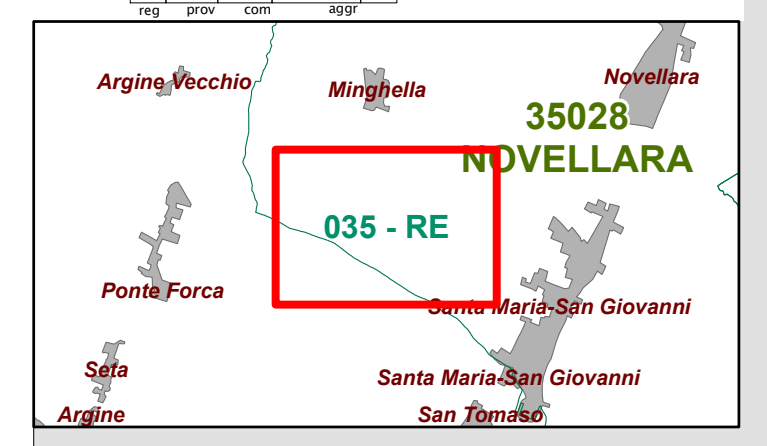 reg prov com aggr
Argine Vecchio
Minghella
Novellara
35028
NOVELLARA
035 - RE
Ponte Forca
Santa Maria-San Giovanni
Seta
Santa Maria-San Giovanni
Argine
San Tomaso